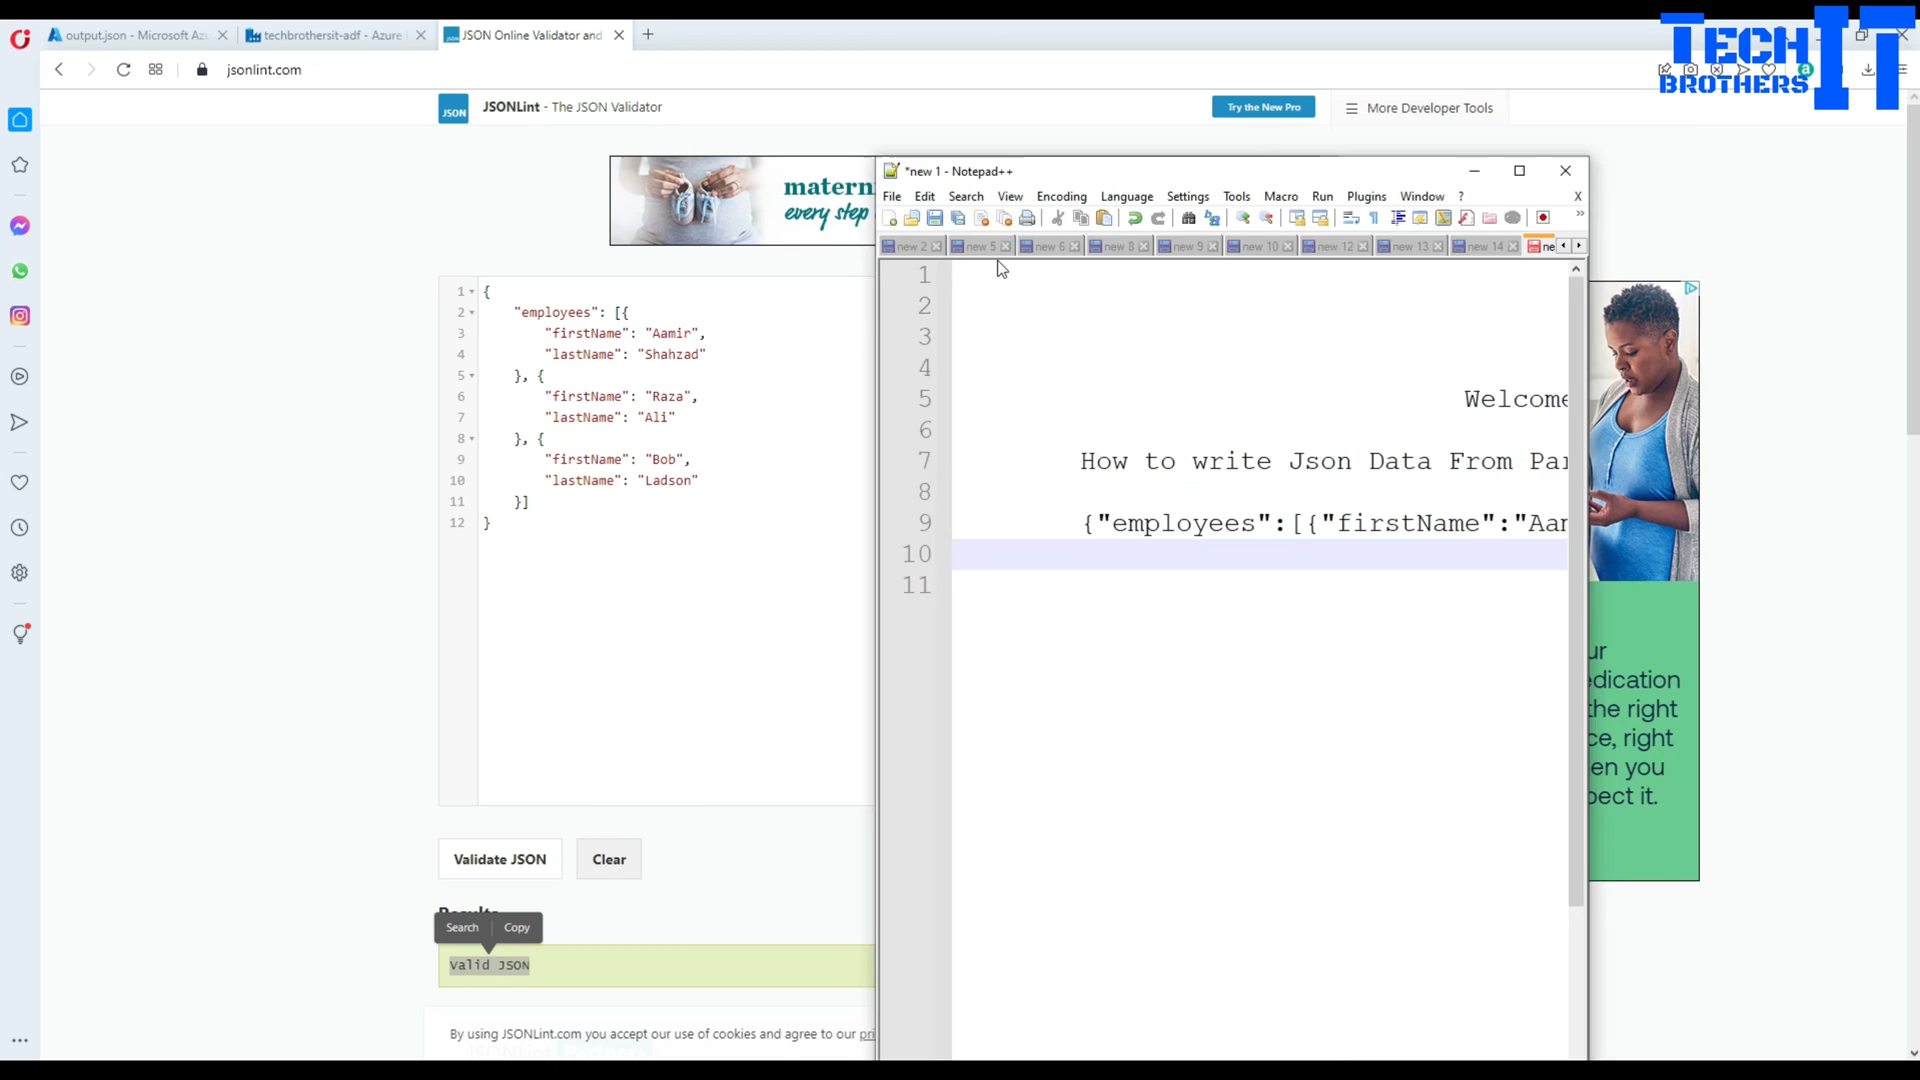 output.json - Microsoft Azu
techbrothersit-adf - Azure
JSON Online Validator and
TECH IT
BROTHERS
jsonlint.com
JSON
JSONLint - The JSON Validator
Try the New Pro
More Developer Tools
matern
every step
*new 1 - Notepad++
File Edit Search View Encoding Language Settings Tools Macro Run Plugins Window ? X
new 2 new 5 new 6 new 8 new 9 new 10 new 12 new 13 new 14 ne
1 {
2 "employees": [{
3 "firstName": "Aamir",
4 "lastName": "Shahzad"
5 }, {
6 "firstName": "Raza",
7 "lastName": "Ali"
8 }, {
9 "firstName": "Bob",
10 "lastName": "Ladson"
11 }]
12 }
1
2
3
4
5 Welcome
6
7 How to write Json Data From Par
8
9 {"employees":[{"firstName":"Aam
10
11
ur
edication
the right
ce, right
en you
pect it.
Validate JSON
Clear
Results
Search Copy
Valid JSON
By using JSONLint.com you accept our use of cookies and agree to our pri